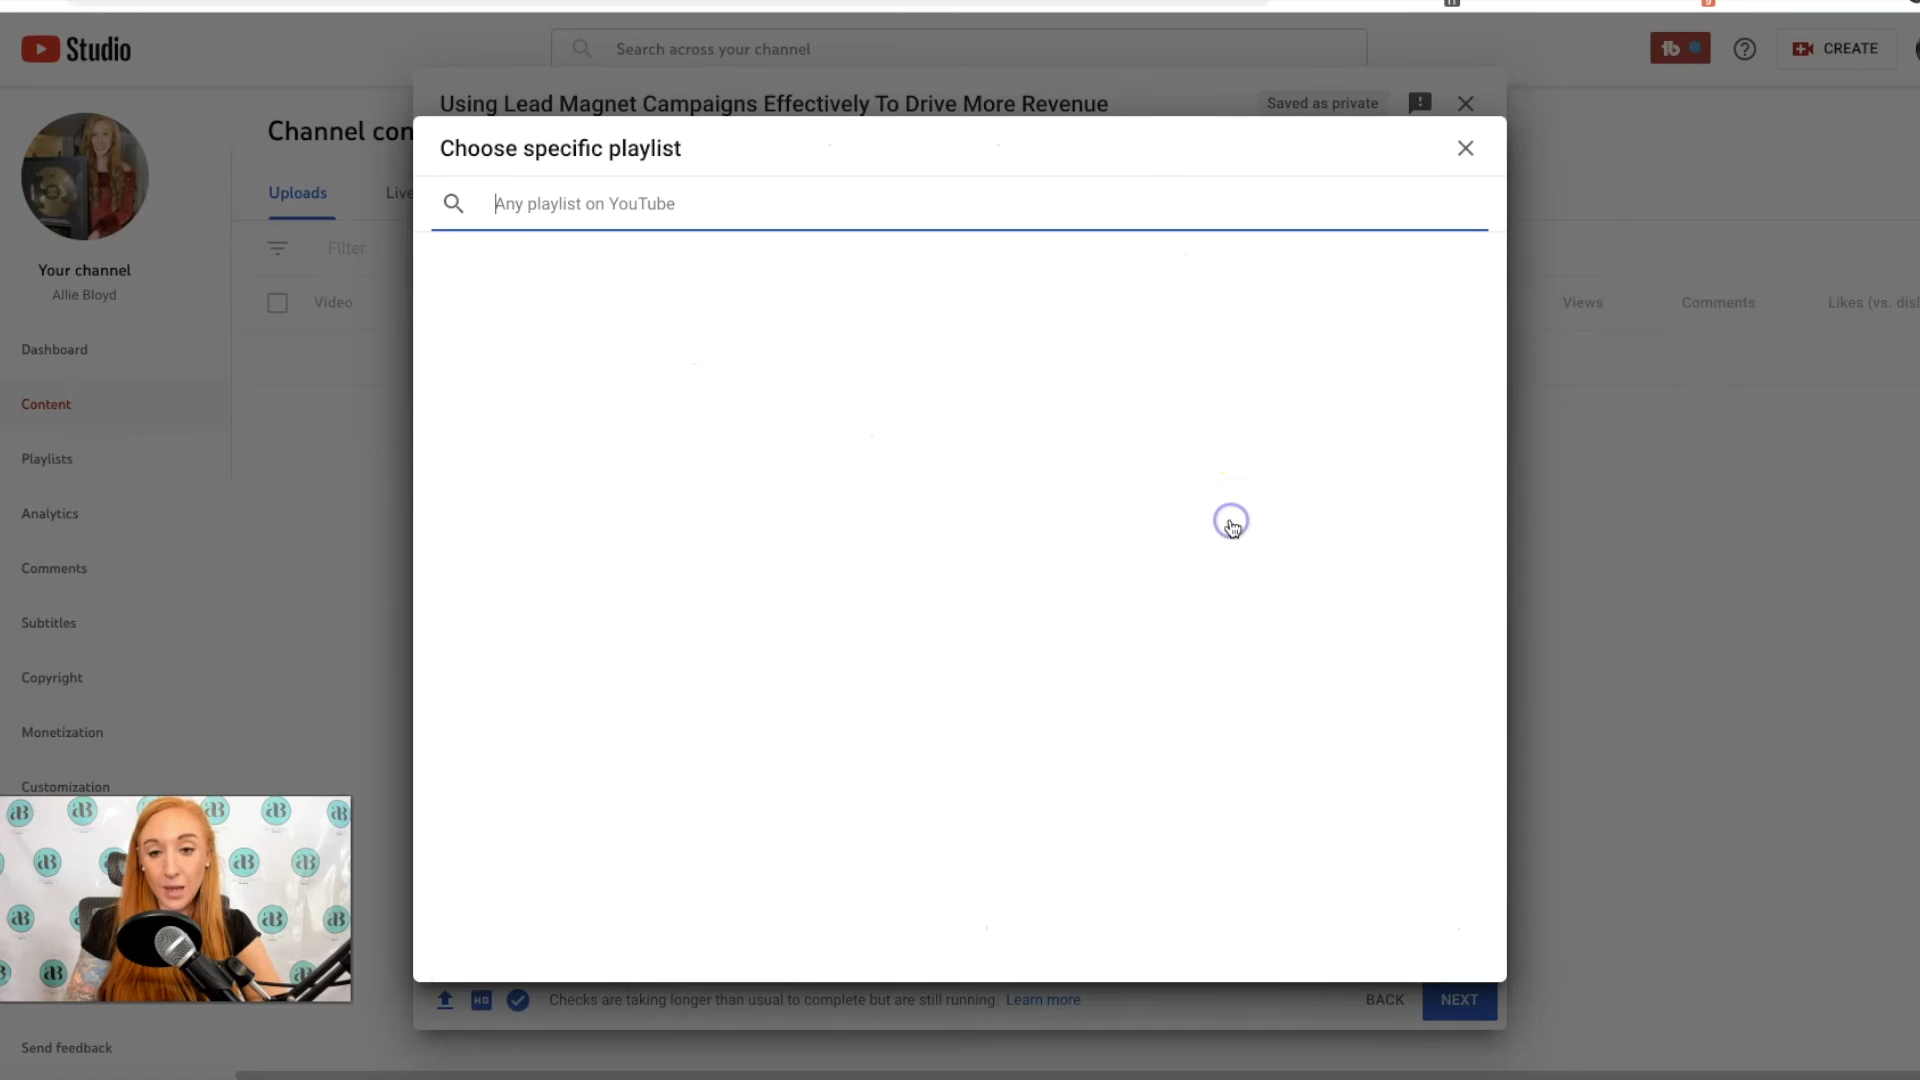 Studio
Search across your channel
CREATE
Using Lead Magnet Campaigns Effectively To Drive More Revenue
Saved as private
Channel con
Choose specific playlist
Uploads
Live
Any playlist on YouTube
Filter
Your channel
Allie Bloyd
Video
Views
Comments
Likes (vs. disl
Dashboard
Content
Playlists
Analytics
Comments
Subtitles
Copyright
Monetization
Customization
HD
Checks are taking longer than usual to complete but are still running. Learn more
BACK
NEXT
Send feedback